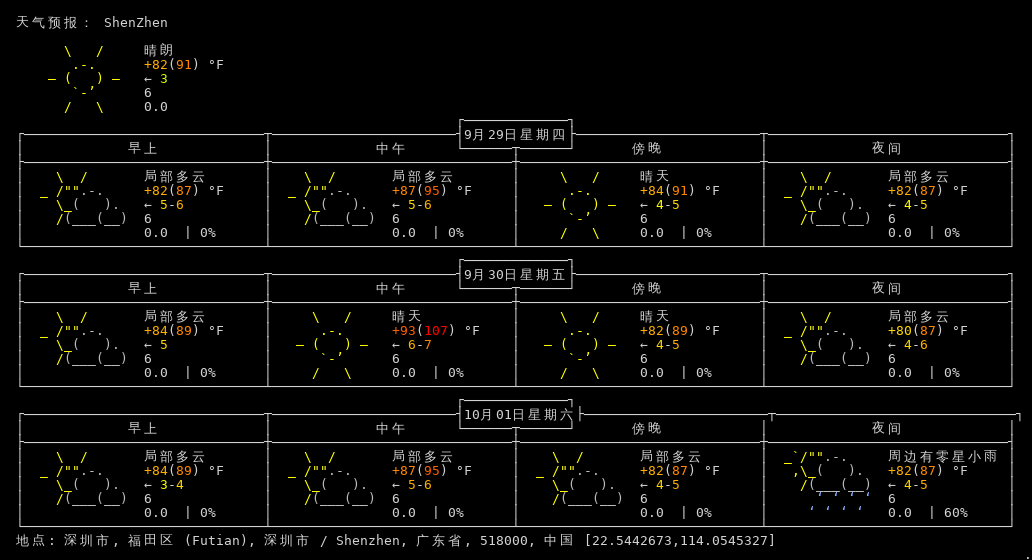 天气预报： ShenZhen
晴朗
+82(91) °F
← 3
6
0.0
9月29日星期四
早上 中午 傍晚 夜间
局部多云 局部多云 晴天 局部多云
+82(87) °F +87(95) °F +84(91) °F +82(87) °F
← 5-6 ← 5-6 ← 4-5 ← 4-5
6 6 6 6
0.0 | 0% 0.0 | 0% 0.0 | 0% 0.0 | 0%
9月30日星期五
早上 中午 傍晚 夜间
局部多云 晴天 晴天 局部多云
+84(89) °F +93(107) °F +82(89) °F +80(87) °F
← 5 ← 6-7 ← 4-5 ← 4-6
6 6 6 6
0.0 | 0% 0.0 | 0% 0.0 | 0% 0.0 | 0%
10月01日星期六
早上 中午 傍晚 夜间
局部多云 局部多云 局部多云 周边有零星小雨
+84(89) °F +87(95) °F +82(87) °F +82(87) °F
← 3-4 ← 5-6 ← 4-5 ← 4-5
6 6 6 6
0.0 | 0% 0.0 | 0% 0.0 | 0% 0.0 | 60%
地点: 深圳市, 福田区 (Futian), 深圳市 / Shenzhen, 广东省, 518000, 中国 [22.5442673,114.0545327]